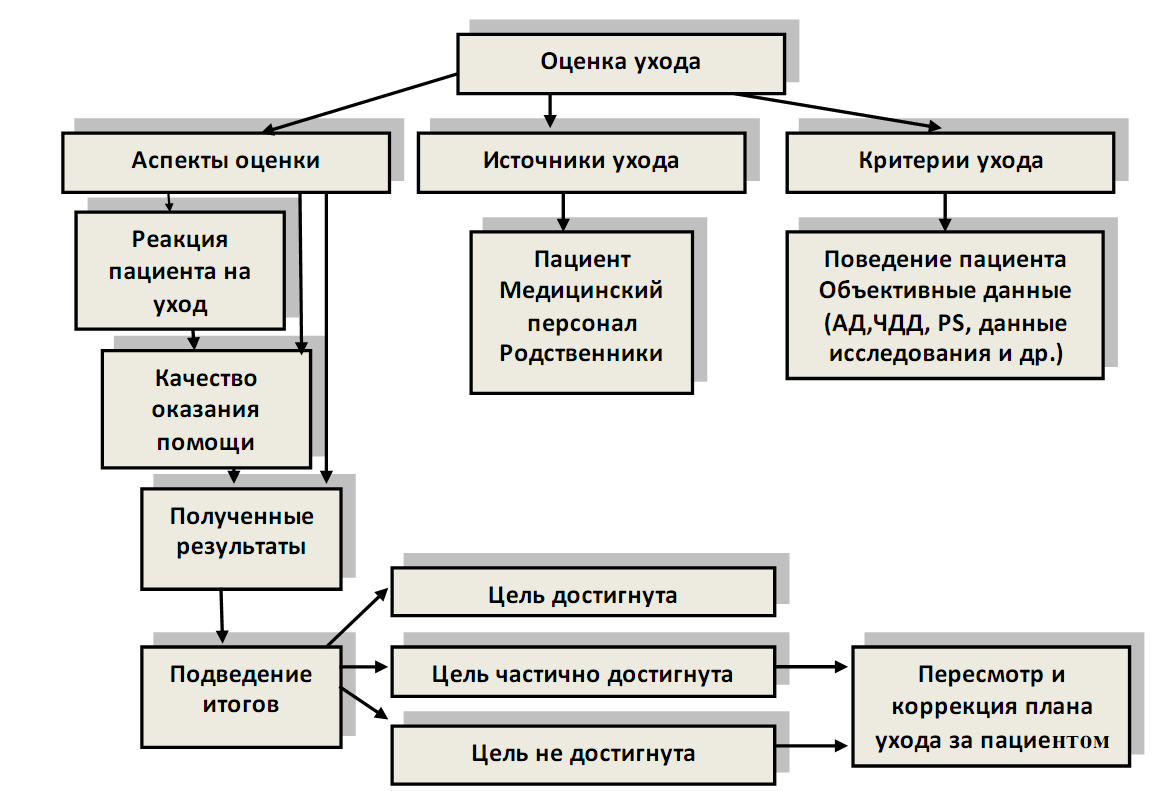 Оценка ухода
Аспекты оценки
Источники ухода
Критерии ухода
Реакция
пациента на
уход
Пациент
Медицинский
персонал
Родственники
Поведение пациента
Объективные данные
(АД,ЧДД, PS, данные
исследования и др.)
Качество
оказания
помощи
Полученные
результаты
Подведение
итогов
Цель достигнута
Цель частично достигнута
Цель не достигнута
Пересмотр и
коррекция плана
ухода за пациентом